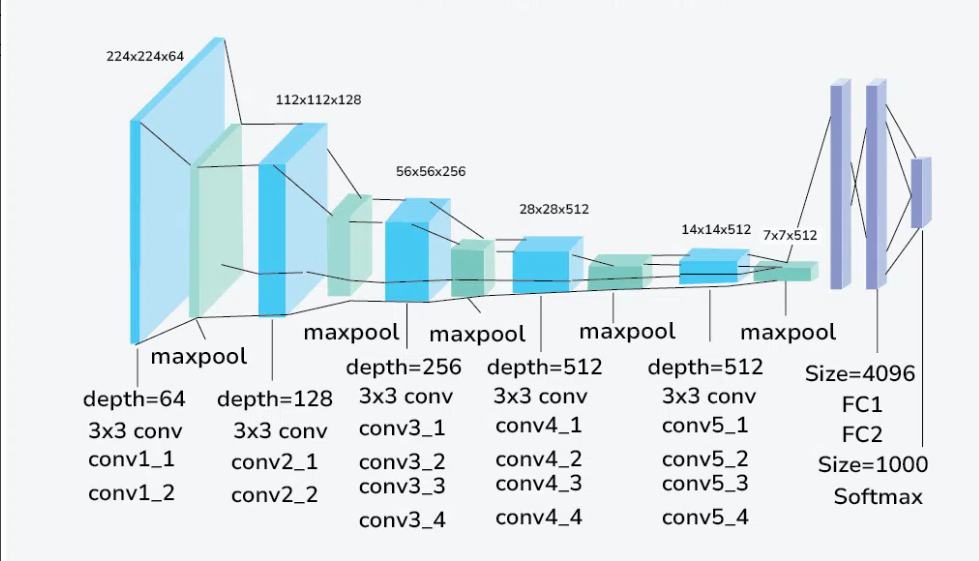 224x224x64
112x112x128
56x56x256
28x28x512
14x14x512
7x7x512
maxpool
maxpool
maxpool
maxpool
maxpool
depth=64
3x3 conv
conv1_1
conv1_2
depth=128
3x3 conv
conv2_1
conv2_2
depth=256
3x3 conv
conv3_1
conv3_2
conv3_3
conv3_4
depth=512
3x3 conv
conv4_1
conv4_2
conv4_3
conv4_4
depth=512
3x3 conv
conv5_1
conv5_2
conv5_3
conv5_4
Size=4096
FC1
FC2
Size=1000
Softmax